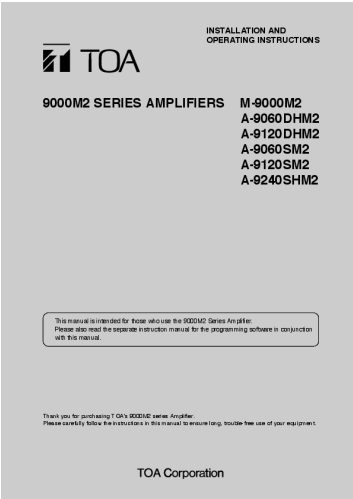 INSTALLATION AND
OPERATING INSTRUCTIONS
TOA
9000M2 SERIES AMPLIFIERS M-9000M2
A-9060DHM2
A-9120DHM2
A-9060SM2
A-9120SM2
A-9240SHM2
This manual is intended for those who use the 9000M2 Series Amplifier.
Please also read the separate instruction manual for the programming software in conjunction
with this manual.
Thank you for purchasing TOA's 9000M2 series Amplifier.
Please carefully follow the instructions in this manual to ensure long, trouble-free use of your equipment.
TOA Corporation